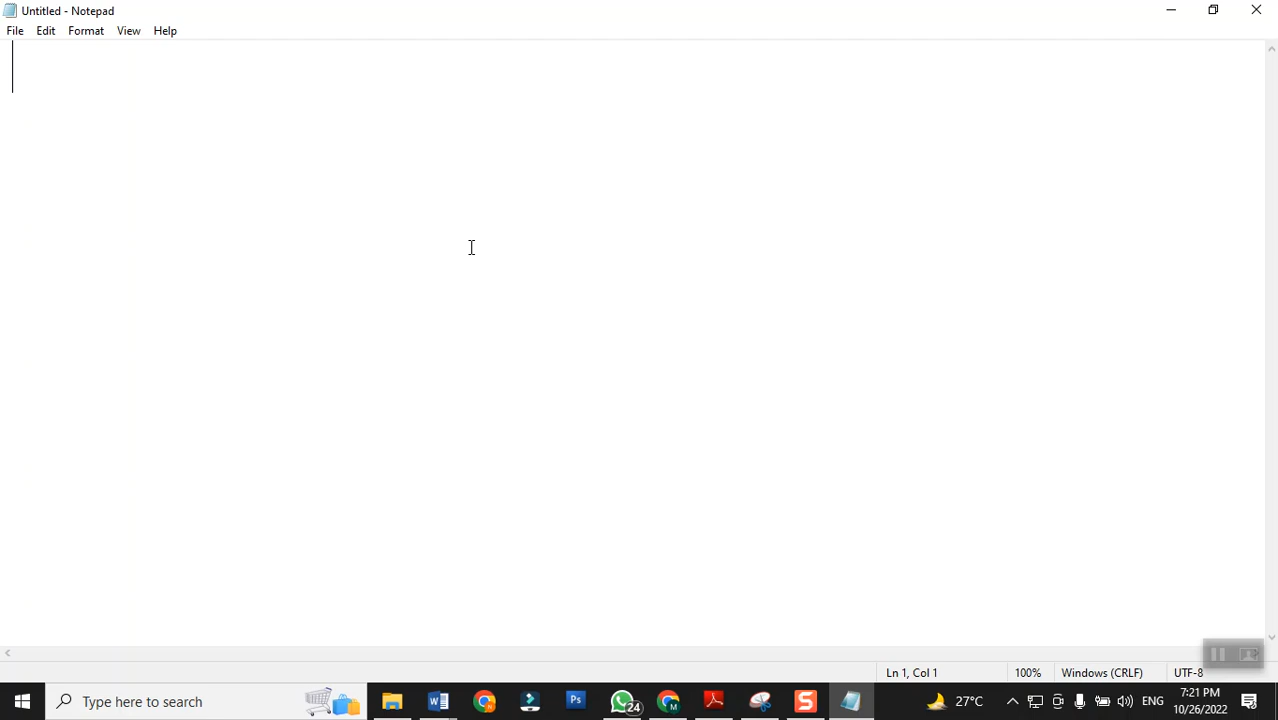 Untitled - Notepad
File Edit Format View Help
Ln 1, Col 1 100% Windows (CRLF) UTF-8
Type here to search Ps 24 M S 27°C ENG 7:21 PM
10/26/2022